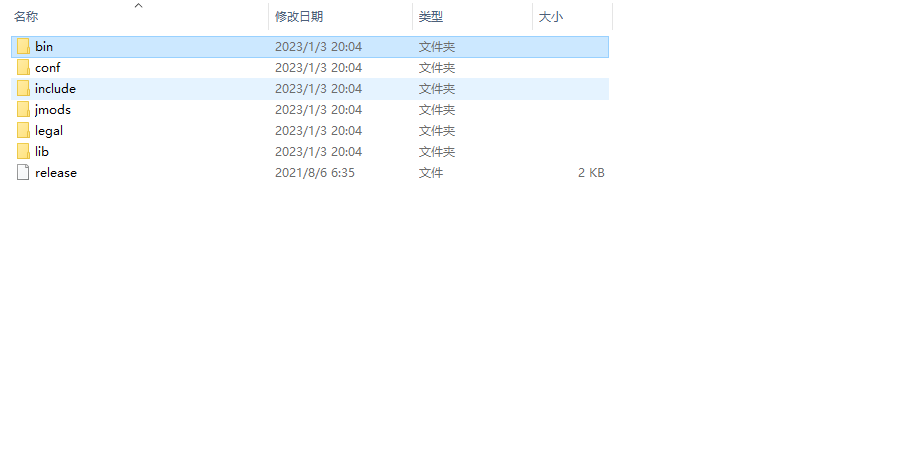 名称 修改日期 类型 大小
bin 2023/1/3 20:04 文件夹
conf 2023/1/3 20:04 文件夹
include 2023/1/3 20:04 文件夹
jmods 2023/1/3 20:04 文件夹
legal 2023/1/3 20:04 文件夹
lib 2023/1/3 20:04 文件夹
release 2021/8/6 6:35 文件 2 KB